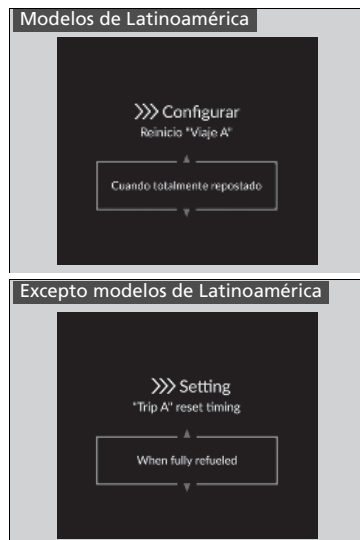 Modelos de Latinoamérica
>>> Configurar
Reinicio "Viaje A"
Cuando totalmente repostado
Excepto modelos de Latinoamérica
>>> Setting
"Trip A" reset timing
When fully refueled